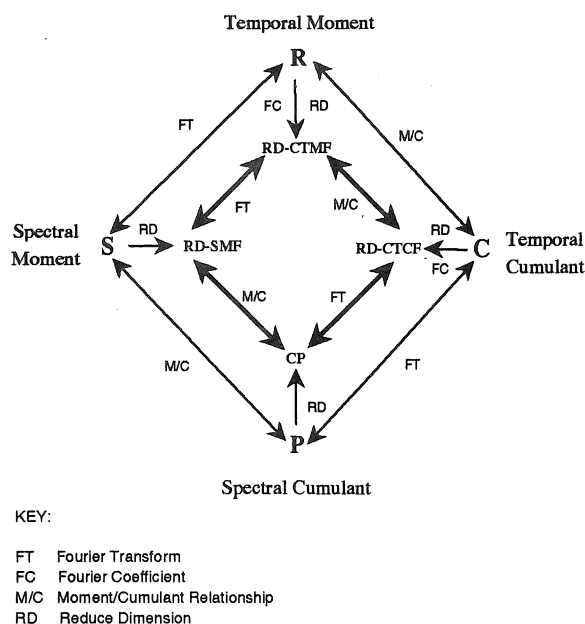 Temporal Moment
R
FC RD
FT
M/C
RD-CTMF
FT
M/C
Spectral
Moment
S
RD
RD-SMF
RD-CTCF
RD
FC
C
Temporal
Cumulant
M/C
FT
CP
M/C
FT
RD
P
Spectral Cumulant
KEY:
FT Fourier Transform
FC Fourier Coefficient
M/C Moment/Cumulant Relationship
RD Reduce Dimension